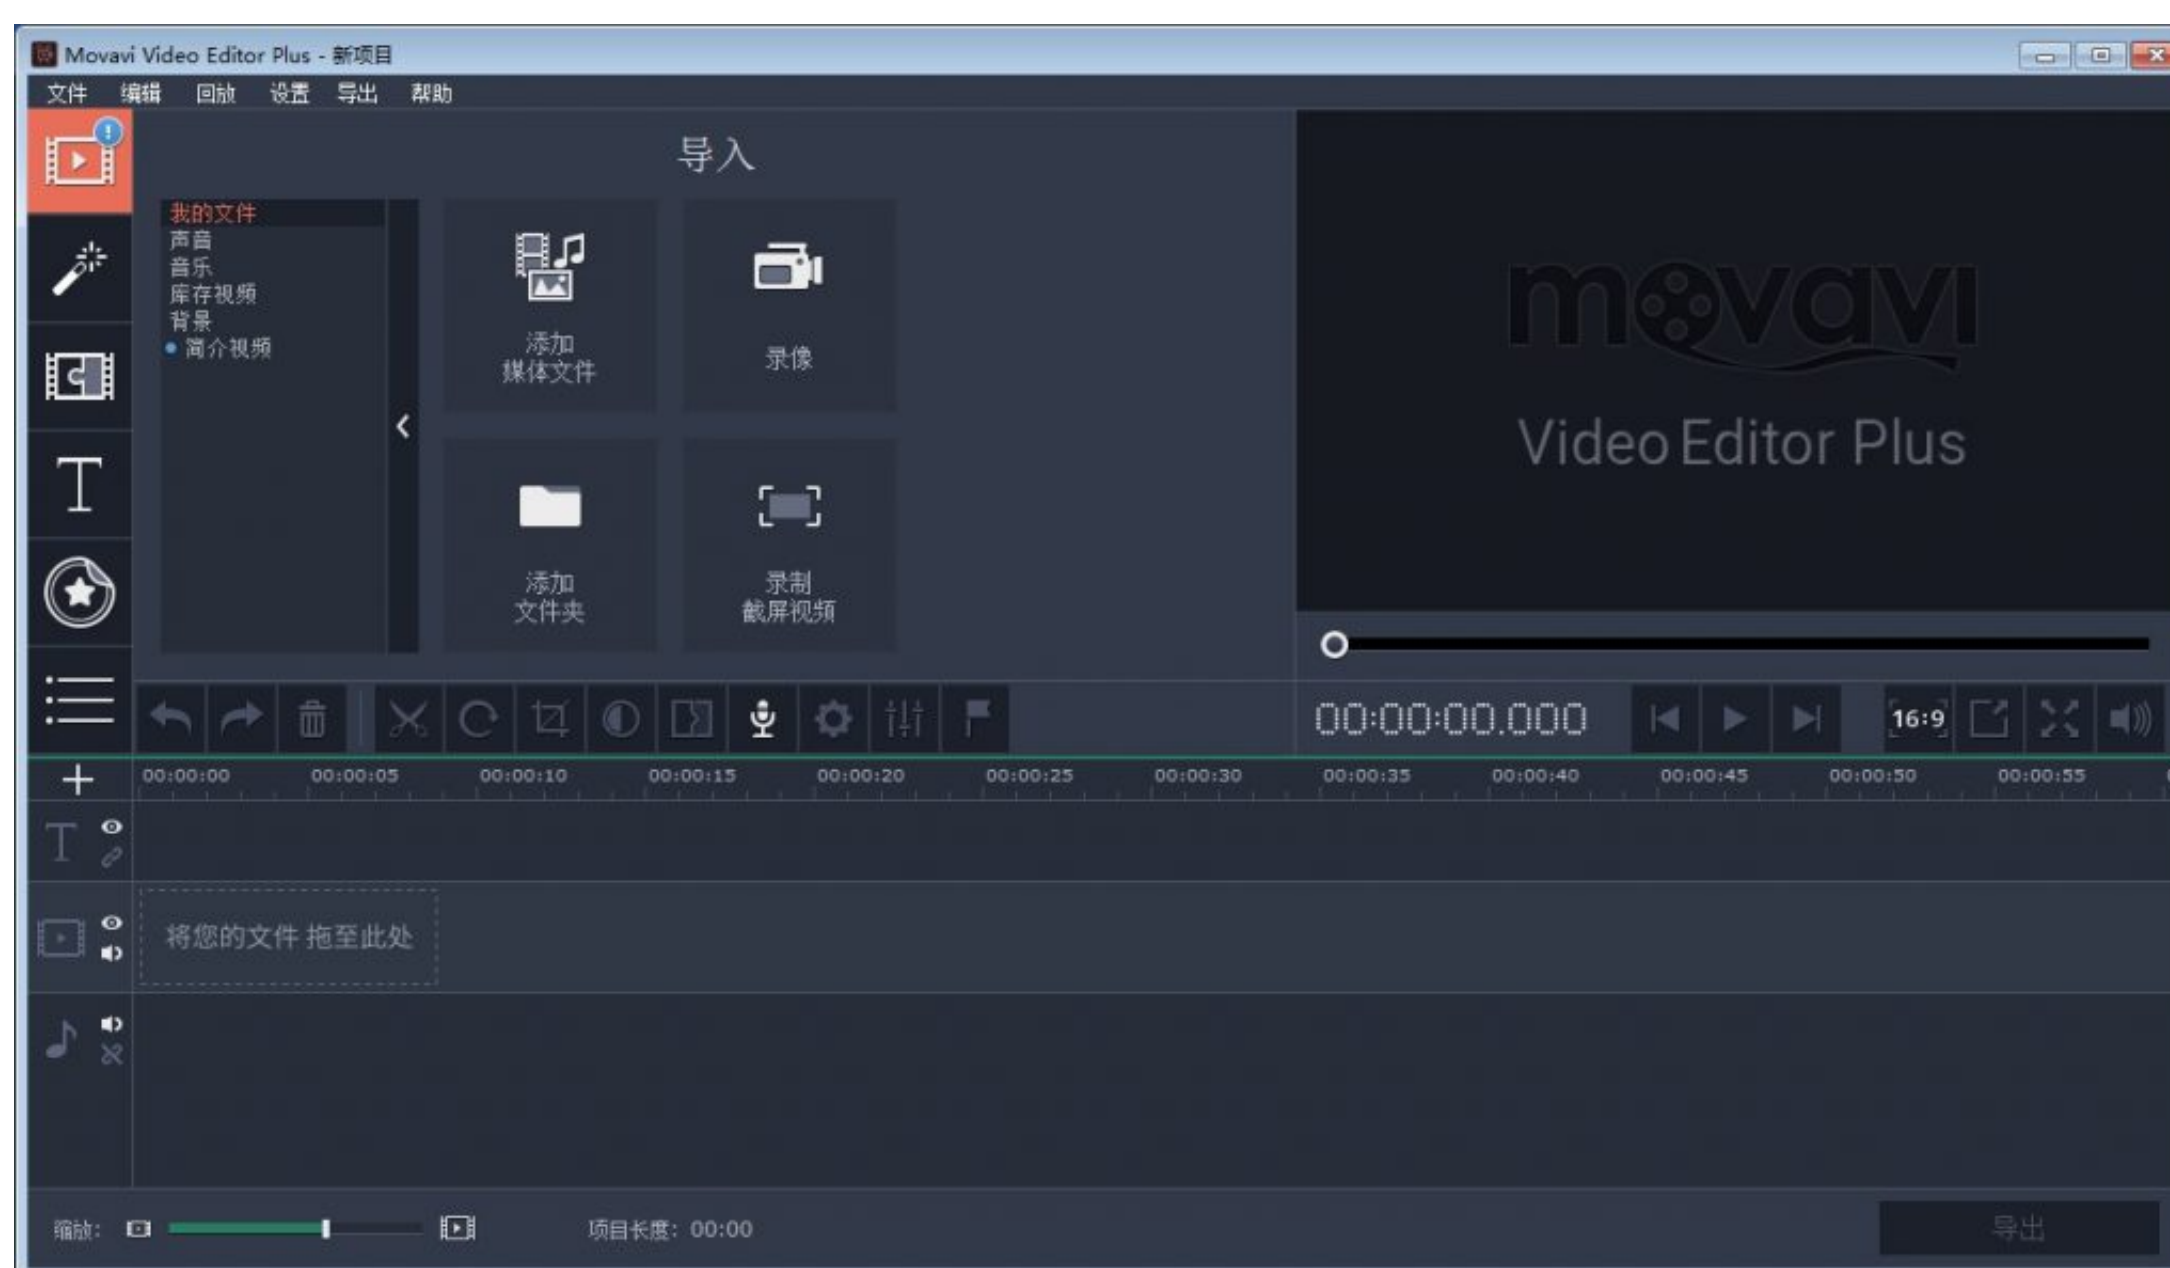 Movavi Video Editor Plus - 新项目
文件 编辑 回放 设置 导出 帮助
导入
我的文件
声音
音乐
库存视频
背景
简介视频
添加
媒体文件
录像
添加
文件夹
录制
截屏视频
movavi
Video Editor Plus
00:00:00.000
16:9
00:00:00 00:00:05 00:00:10 00:00:15 00:00:20 00:00:25 00:00:30 00:00:35 00:00:40 00:00:45 00:00:50 00:00:55
将您的文件 拖至此处
缩放:
项目长度: 00:00
导出